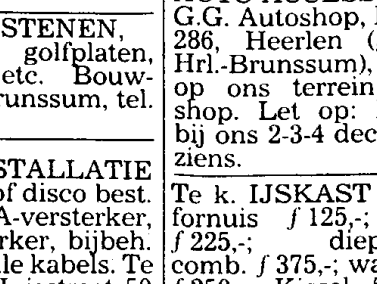 STENEN,
golfplaten,
etc. Bouw-
runssum, tel.
STALLATIE
of disco best.
A-versterker,
rker, bijbeh.
le kabels. Te
G.G. Autoshop,
286, Heerlen (
Hrl.-Brunssum),
op ons terrein
shop. Let op:
bij ons 2-3-4 dec
ziens.
Te k. IJSKAST
fornuis ƒ 125,-;
ƒ 225,-; diep
comb. ƒ 375,-; wa